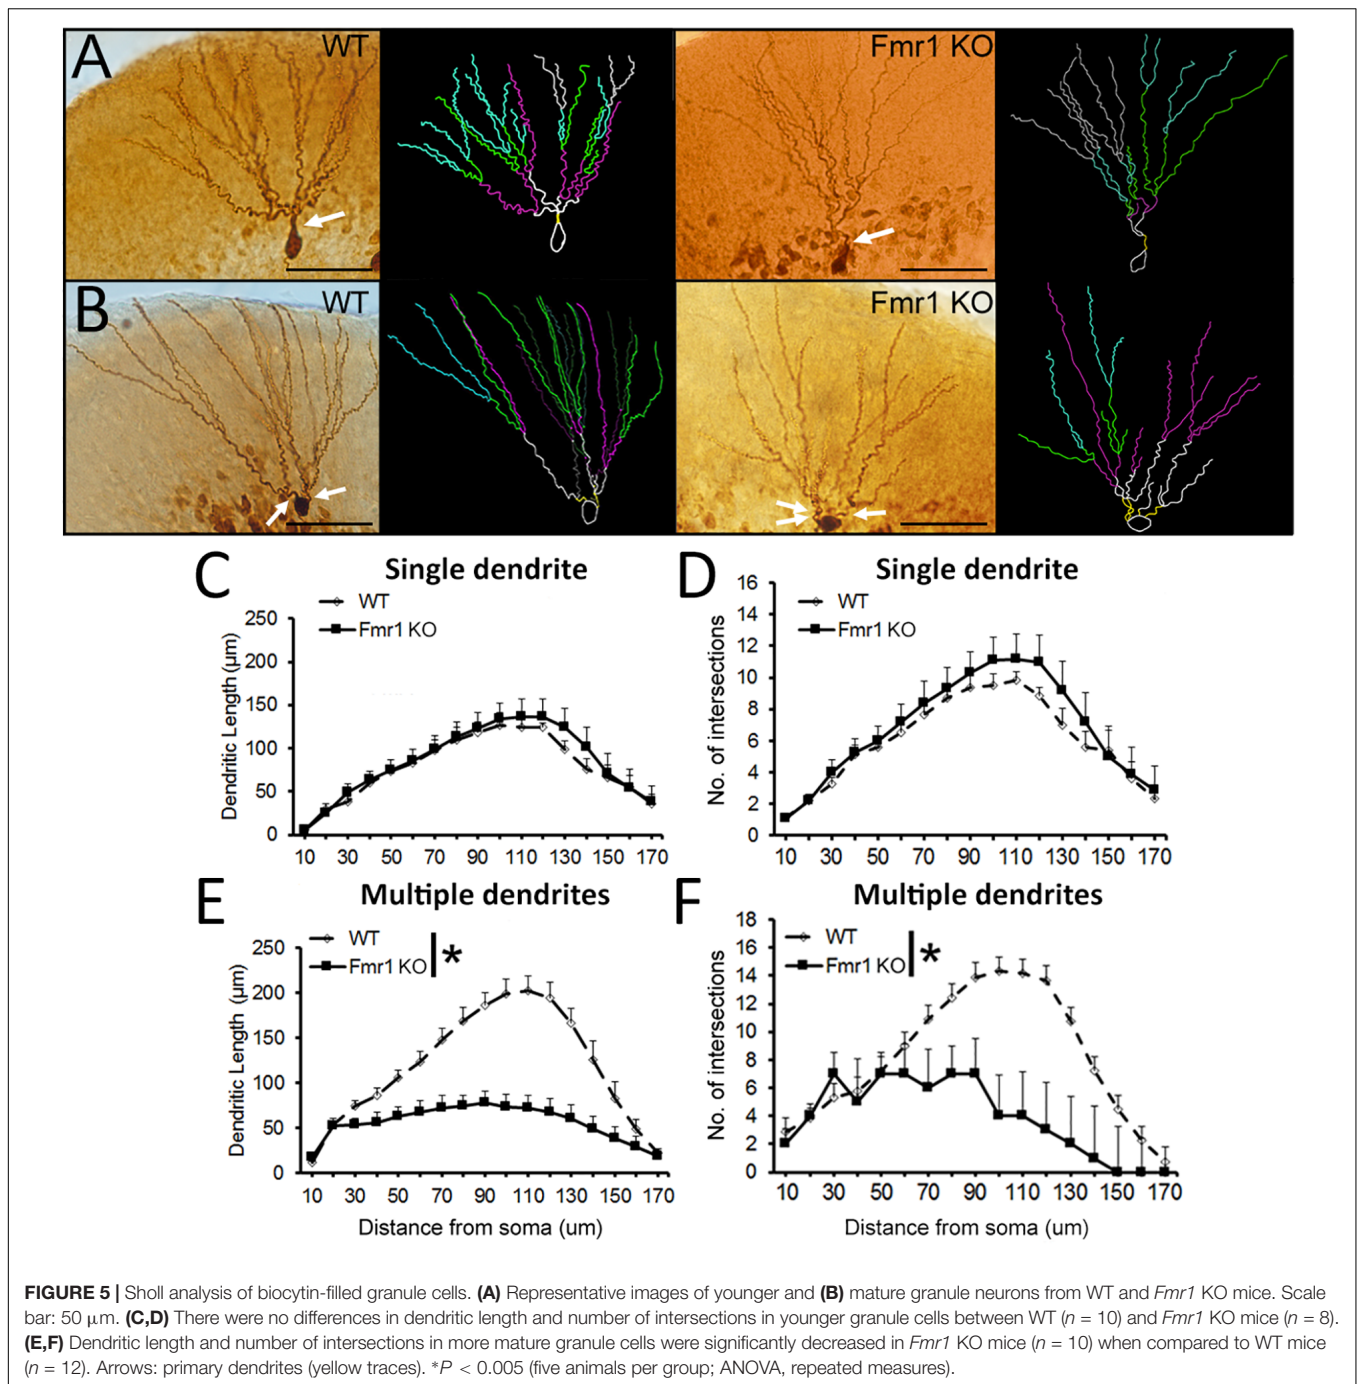 A
WT
Fmr1 KO
B
WT
Fmr1 KO
C
Single dendrite
WT
Fmr1 KO
Dendritic Length (µm)
250
200
150
100
50
0
10 30 50 70 90 110 130 150 170
D
Single dendrite
WT
Fmr1 KO
No. of intersections
16
14
12
10
8
6
4
2
0
10 30 50 70 90 110 130 150 170
E
Multiple dendrites
WT
Fmr1 KO
*
Dendritic Length (µm)
250
200
150
100
50
0
10 30 50 70 90 110 130 150 170
Distance from soma (um)
F
Multiple dendrites
WT
Fmr1 KO
*
No. of intersections
18
16
14
12
10
8
6
4
2
0
10 30 50 70 90 110 130 150 170
Distance from soma (um)
FIGURE 5 | Sholl analysis of biocytin-filled granule cells. (A) Representative images of younger and (B) mature granule neurons from WT and Fmr1 KO mice. Scale
bar: 50 µm. (C,D) There were no differences in dendritic length and number of intersections in younger granule cells between WT (n = 10) and Fmr1 KO mice (n = 8).
(E,F) Dendritic length and number of intersections in more mature granule cells were significantly decreased in Fmr1 KO mice (n = 10) when compared to WT mice
(n = 12). Arrows: primary dendrites (yellow traces). *P < 0.005 (five animals per group; ANOVA, repeated measures).